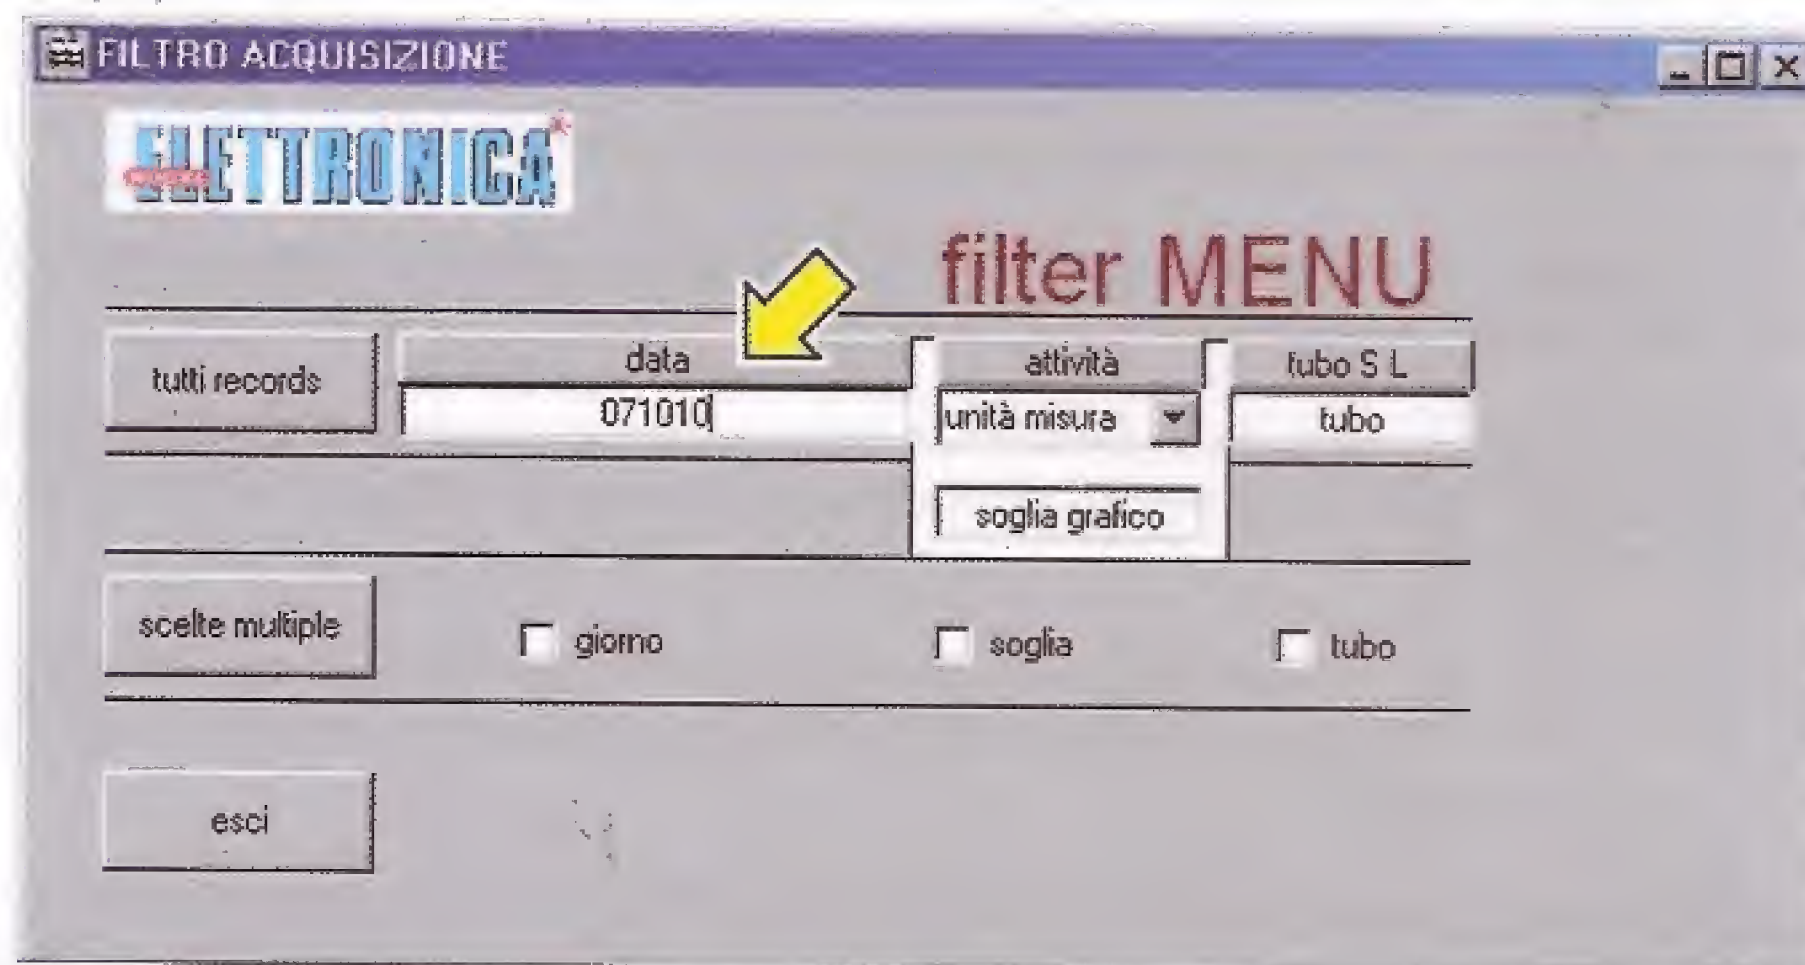 FILTRO ACQUISIZIONE
ELETTRONICA
filter MENU
tutti records
data
attività
tubo S L
071010
unità misura
tubo
soglia grafico
scelte multiple
giorno
soglia
tubo
esci